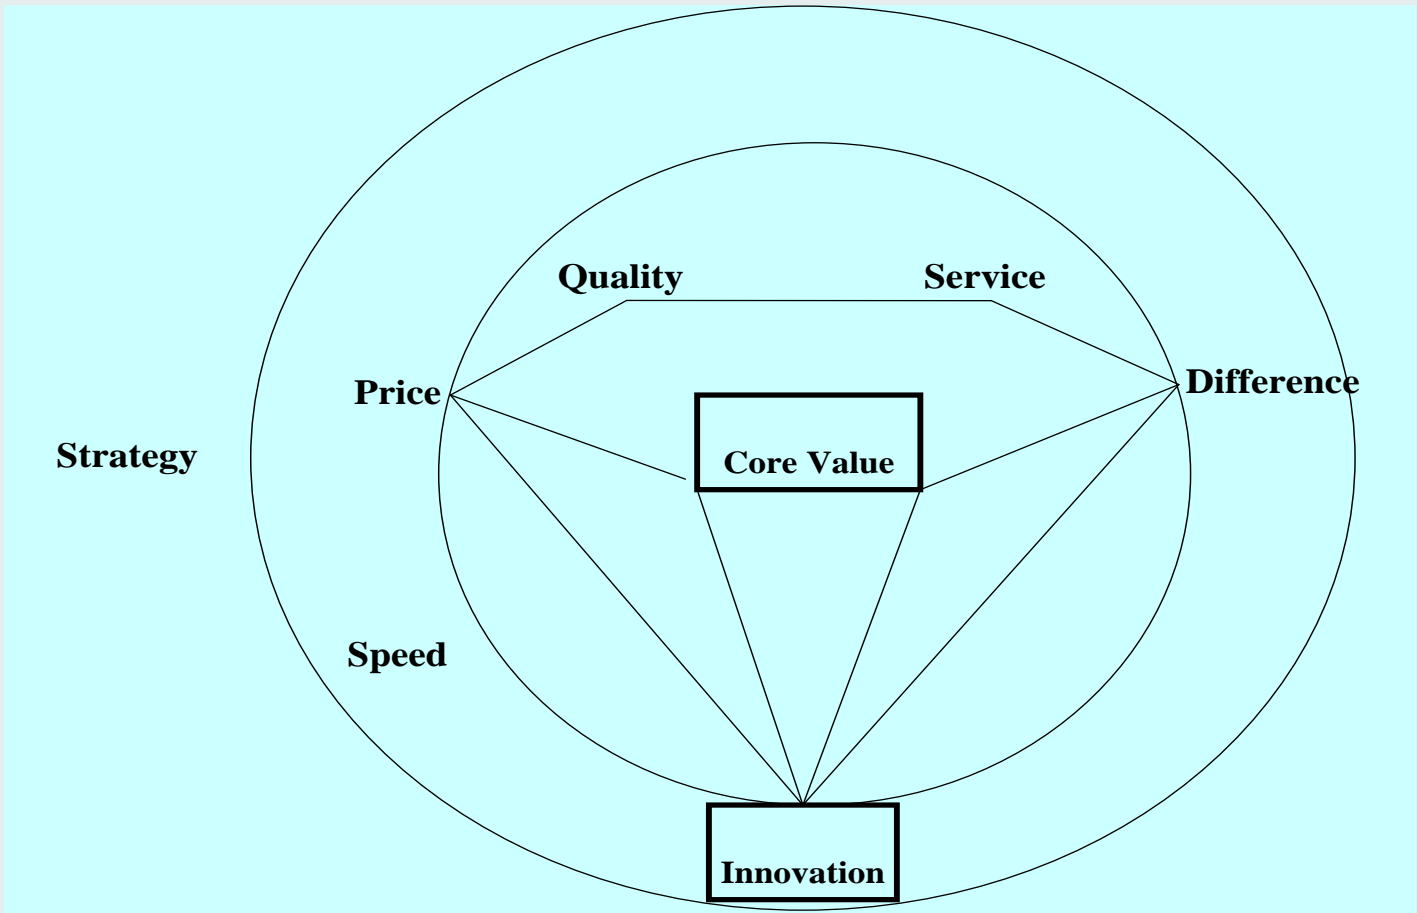 Quality
Service
Difference
Price
Strategy
Core Value
Speed
Innovation